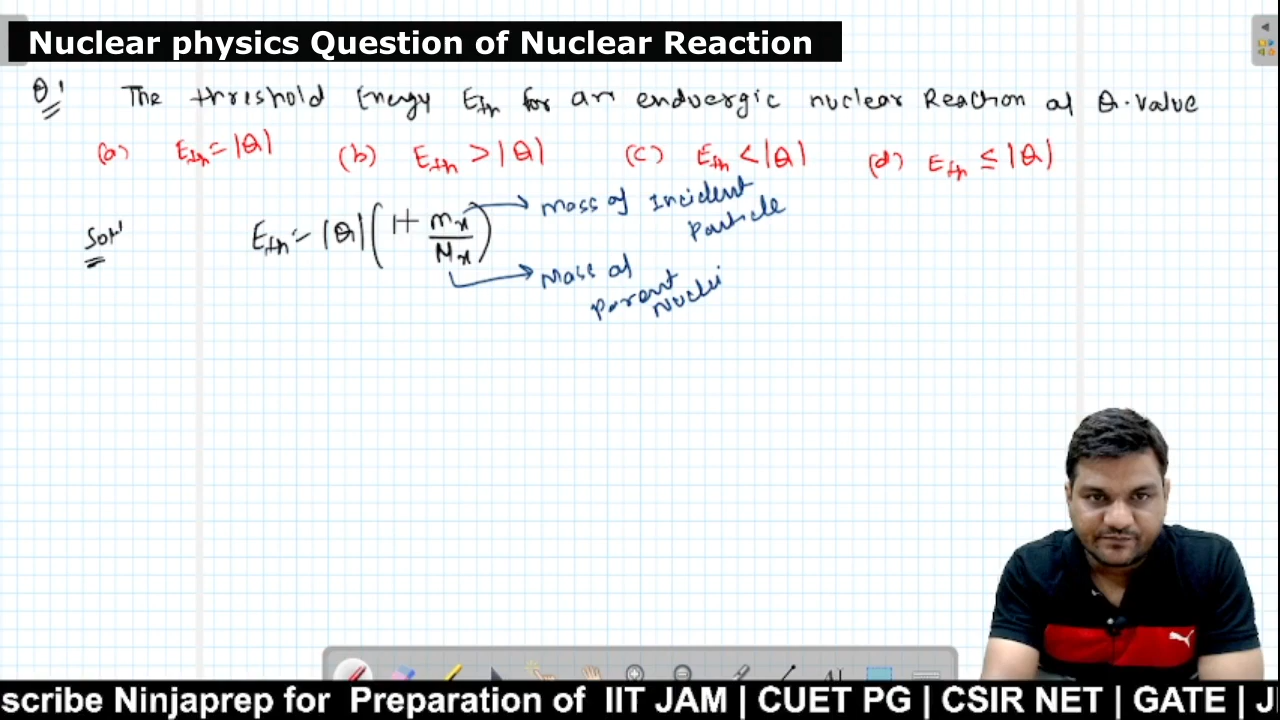 Nuclear physics Question of Nuclear Reaction
Q1 The threshold Energy Eth for an endoergic nuclear Reaction of Q-value
(a) Eth = |Q| (b) Eth > |Q| (c) Eth < |Q| (d) Eth ≤ |Q|
Sol Eth = |Q| (1 + mx / Mx) → Mass of Incident Particle
→ Mass of Parent Nuclei
scribe Ninjaprep for Preparation of IIT JAM | CUET PG | CSIR NET | GATE | J